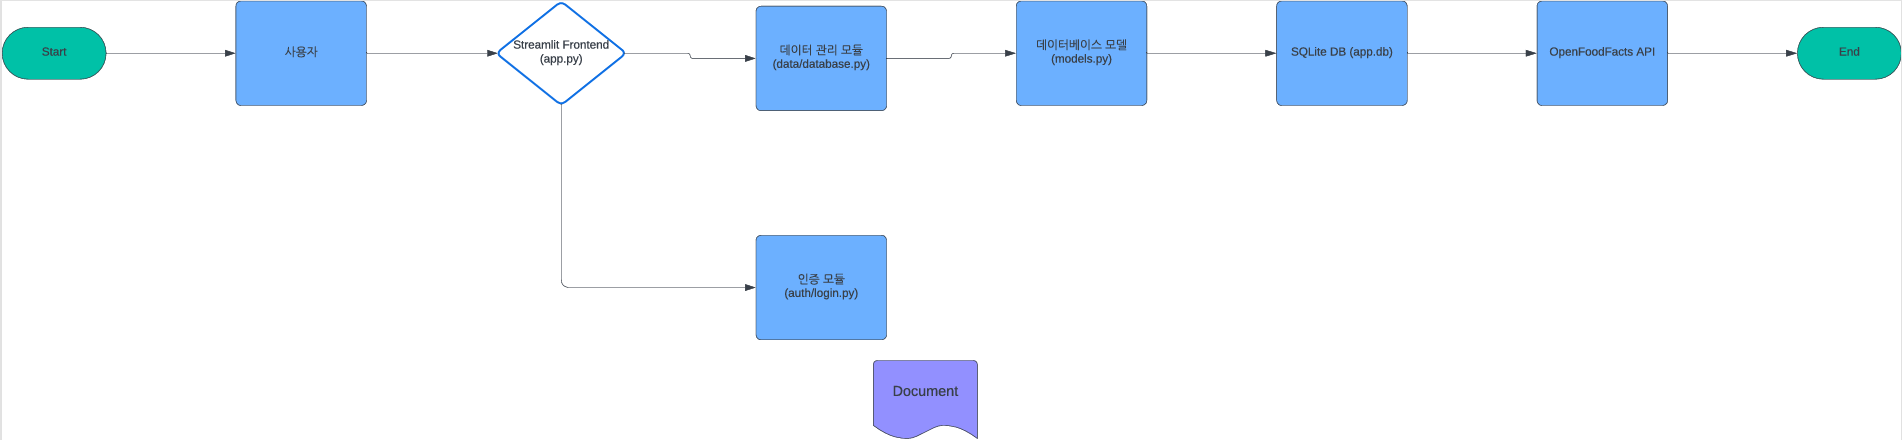 Start
사용자
Streamlit Frontend
(app.py)
데이터 관리 모듈
(data/database.py)
데이터베이스 모델
(models.py)
SQLite DB (app.db)
OpenFoodFacts API
End
인증 모듈
(auth/login.py)
Document